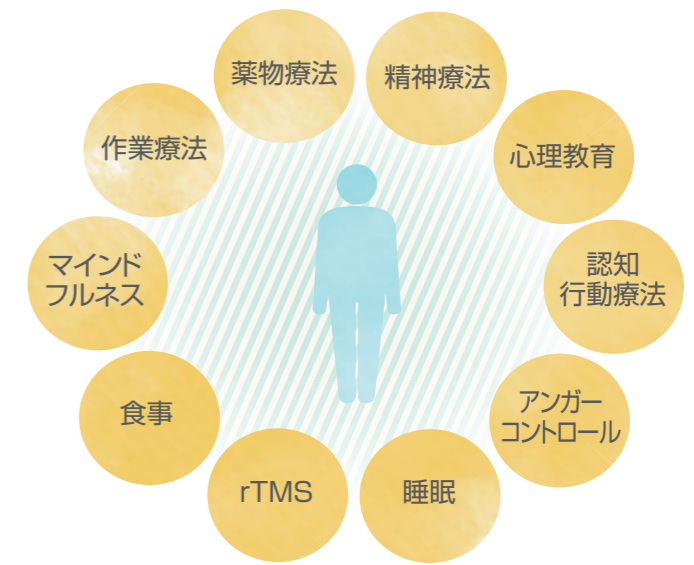 薬物療法
精神療法
心理教育
認知
行動療法
アンガー
コントロール
睡眠
rTMS
食事
マインド
フルネス
作業療法